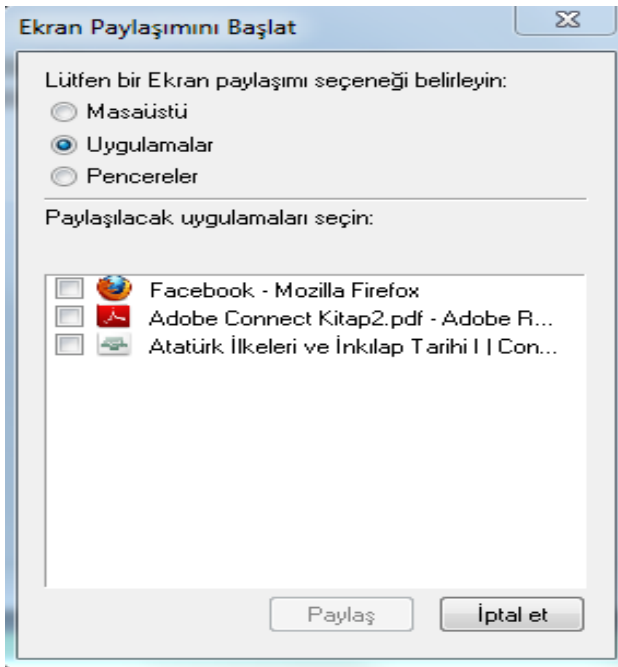 Ekran Paylaşımını Başlat
Lütfen bir Ekran paylaşımı seçeneği belirleyin:
Masaüstü
Uygulamalar
Pencereler
Paylaşılacak uygulamaları seçin:
Facebook - Mozilla Firefox
Adobe Connect Kitap2.pdf - Adobe R...
Atatürk İlkeleri ve İnkılap Tarihi I | Con...
Paylaş İptal et